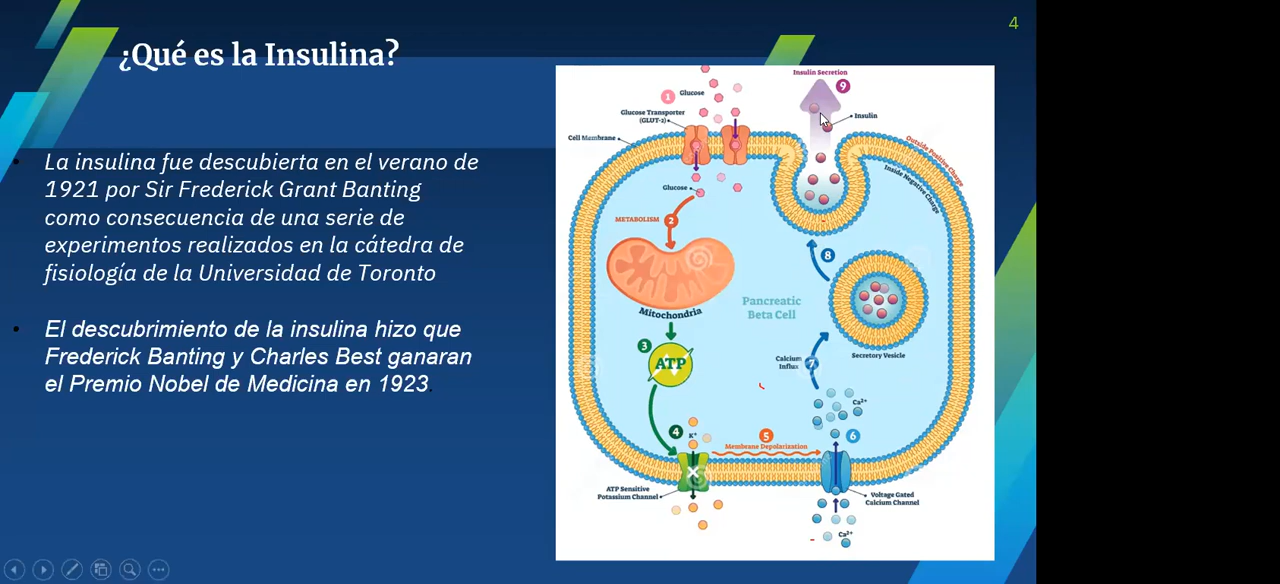 4
¿Qué es la Insulina?
La insulina fue descubierta en el verano de
1921 por Sir Frederick Grant Banting
como consecuencia de una serie de
experimentos realizados en la cátedra de
fisiología de la Universidad de Toronto
El descubrimiento de la insulina hizo que
Frederick Banting y Charles Best ganaran
el Premio Nobel de Medicina en 1923
Insulin Secretion
9
1
Glucose
Glucose Transporter
(GLUT-2)
Insulin
Cell Membrane
Outside Positive Charge
Inside Negative Charge
Glucose
METABOLISM
2
8
Mitochondria
Pancreatic
Beta Cell
3
ATP
Secretory Vesicle
Calcium
Influx
7
Ca2+
4
K+
5
Membrane Depolarization
6
ATP Sensitive
Potassium Channel
Voltage Gated
Calcium Channel
Ca2+